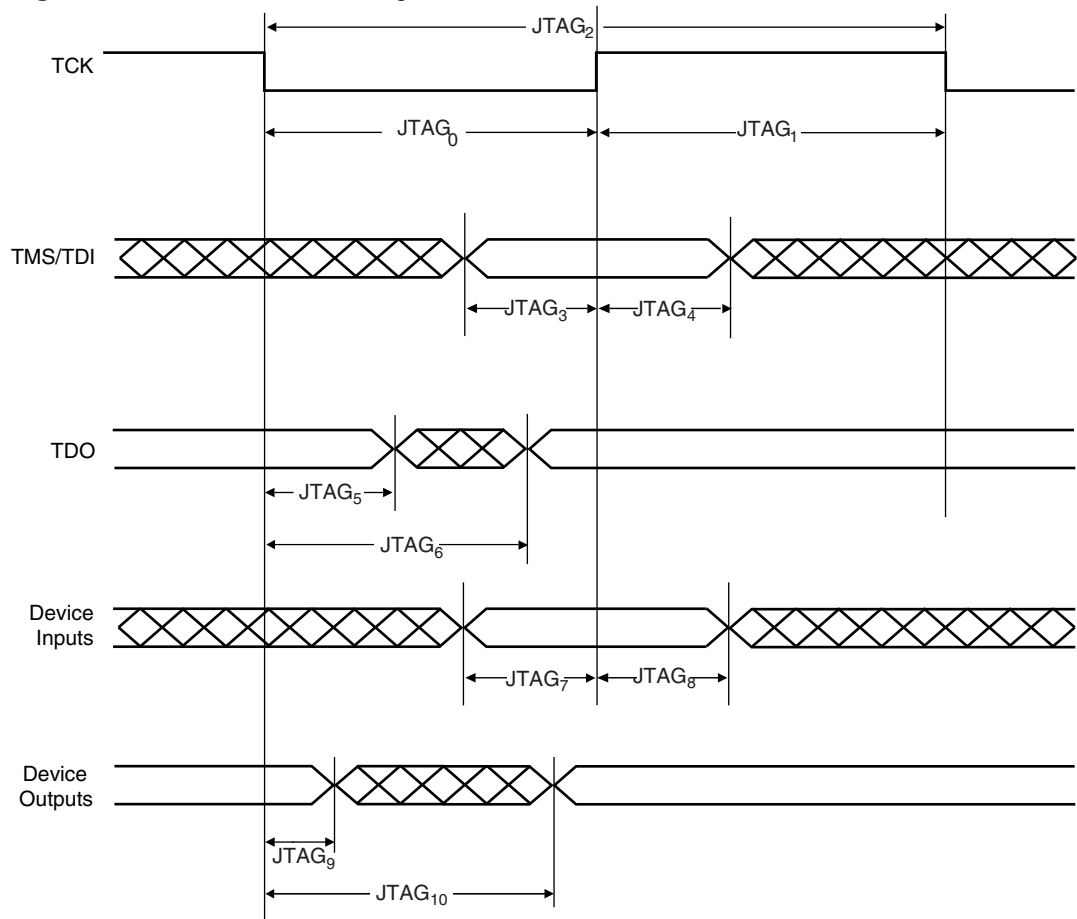 JTAG₂
TCK
JTAG₀
JTAG₁
TMS/TDI
JTAG₃
JTAG₄
TDO
JTAG₅
JTAG₆
Device
Inputs
JTAG₇
JTAG₈
Device
Outputs
JTAG₉
JTAG₁₀